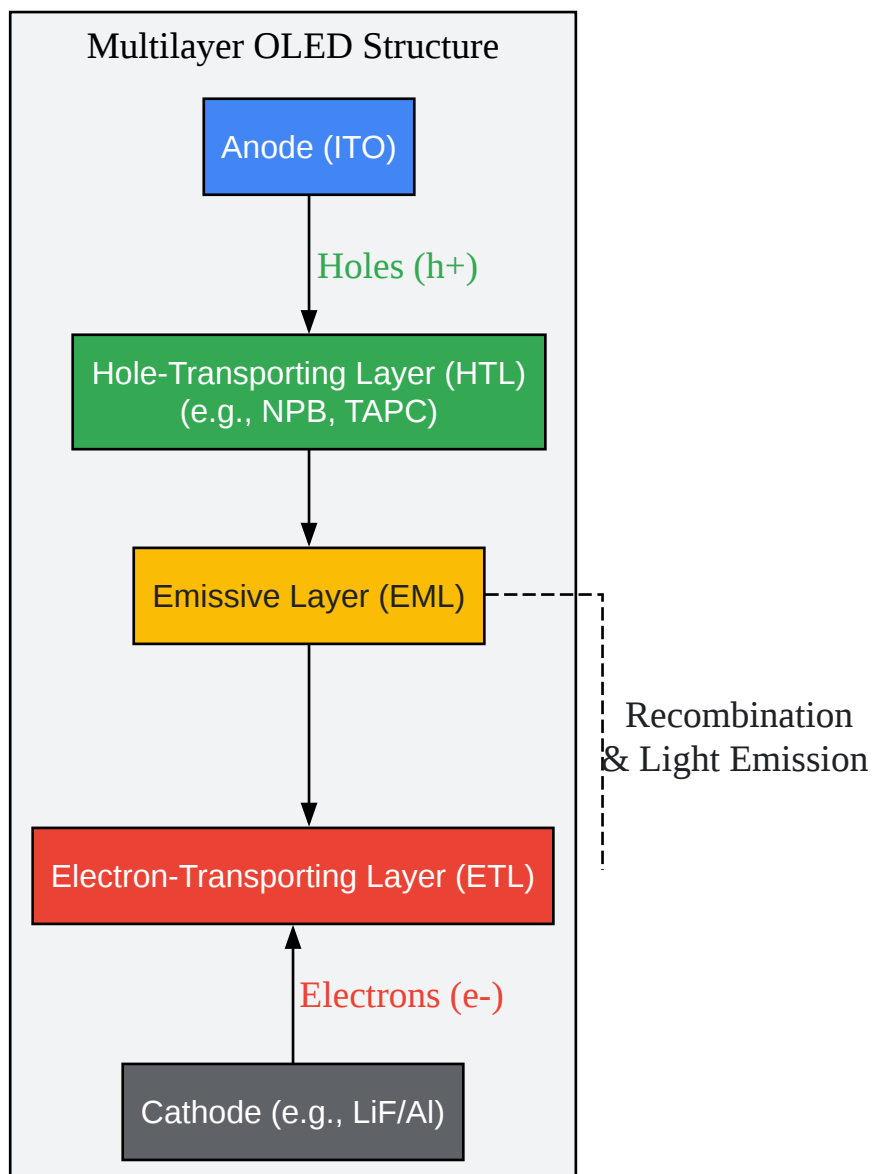 Multilayer OLED Structure
Anode (ITO)
Holes (h+)
Hole-Transporting Layer (HTL)
(e.g., NPB, TAPC)
Emissive Layer (EML)
Recombination
& Light Emission
Electron-Transporting Layer (ETL)
Electrons (e-)
Cathode (e.g., LiF/Al)